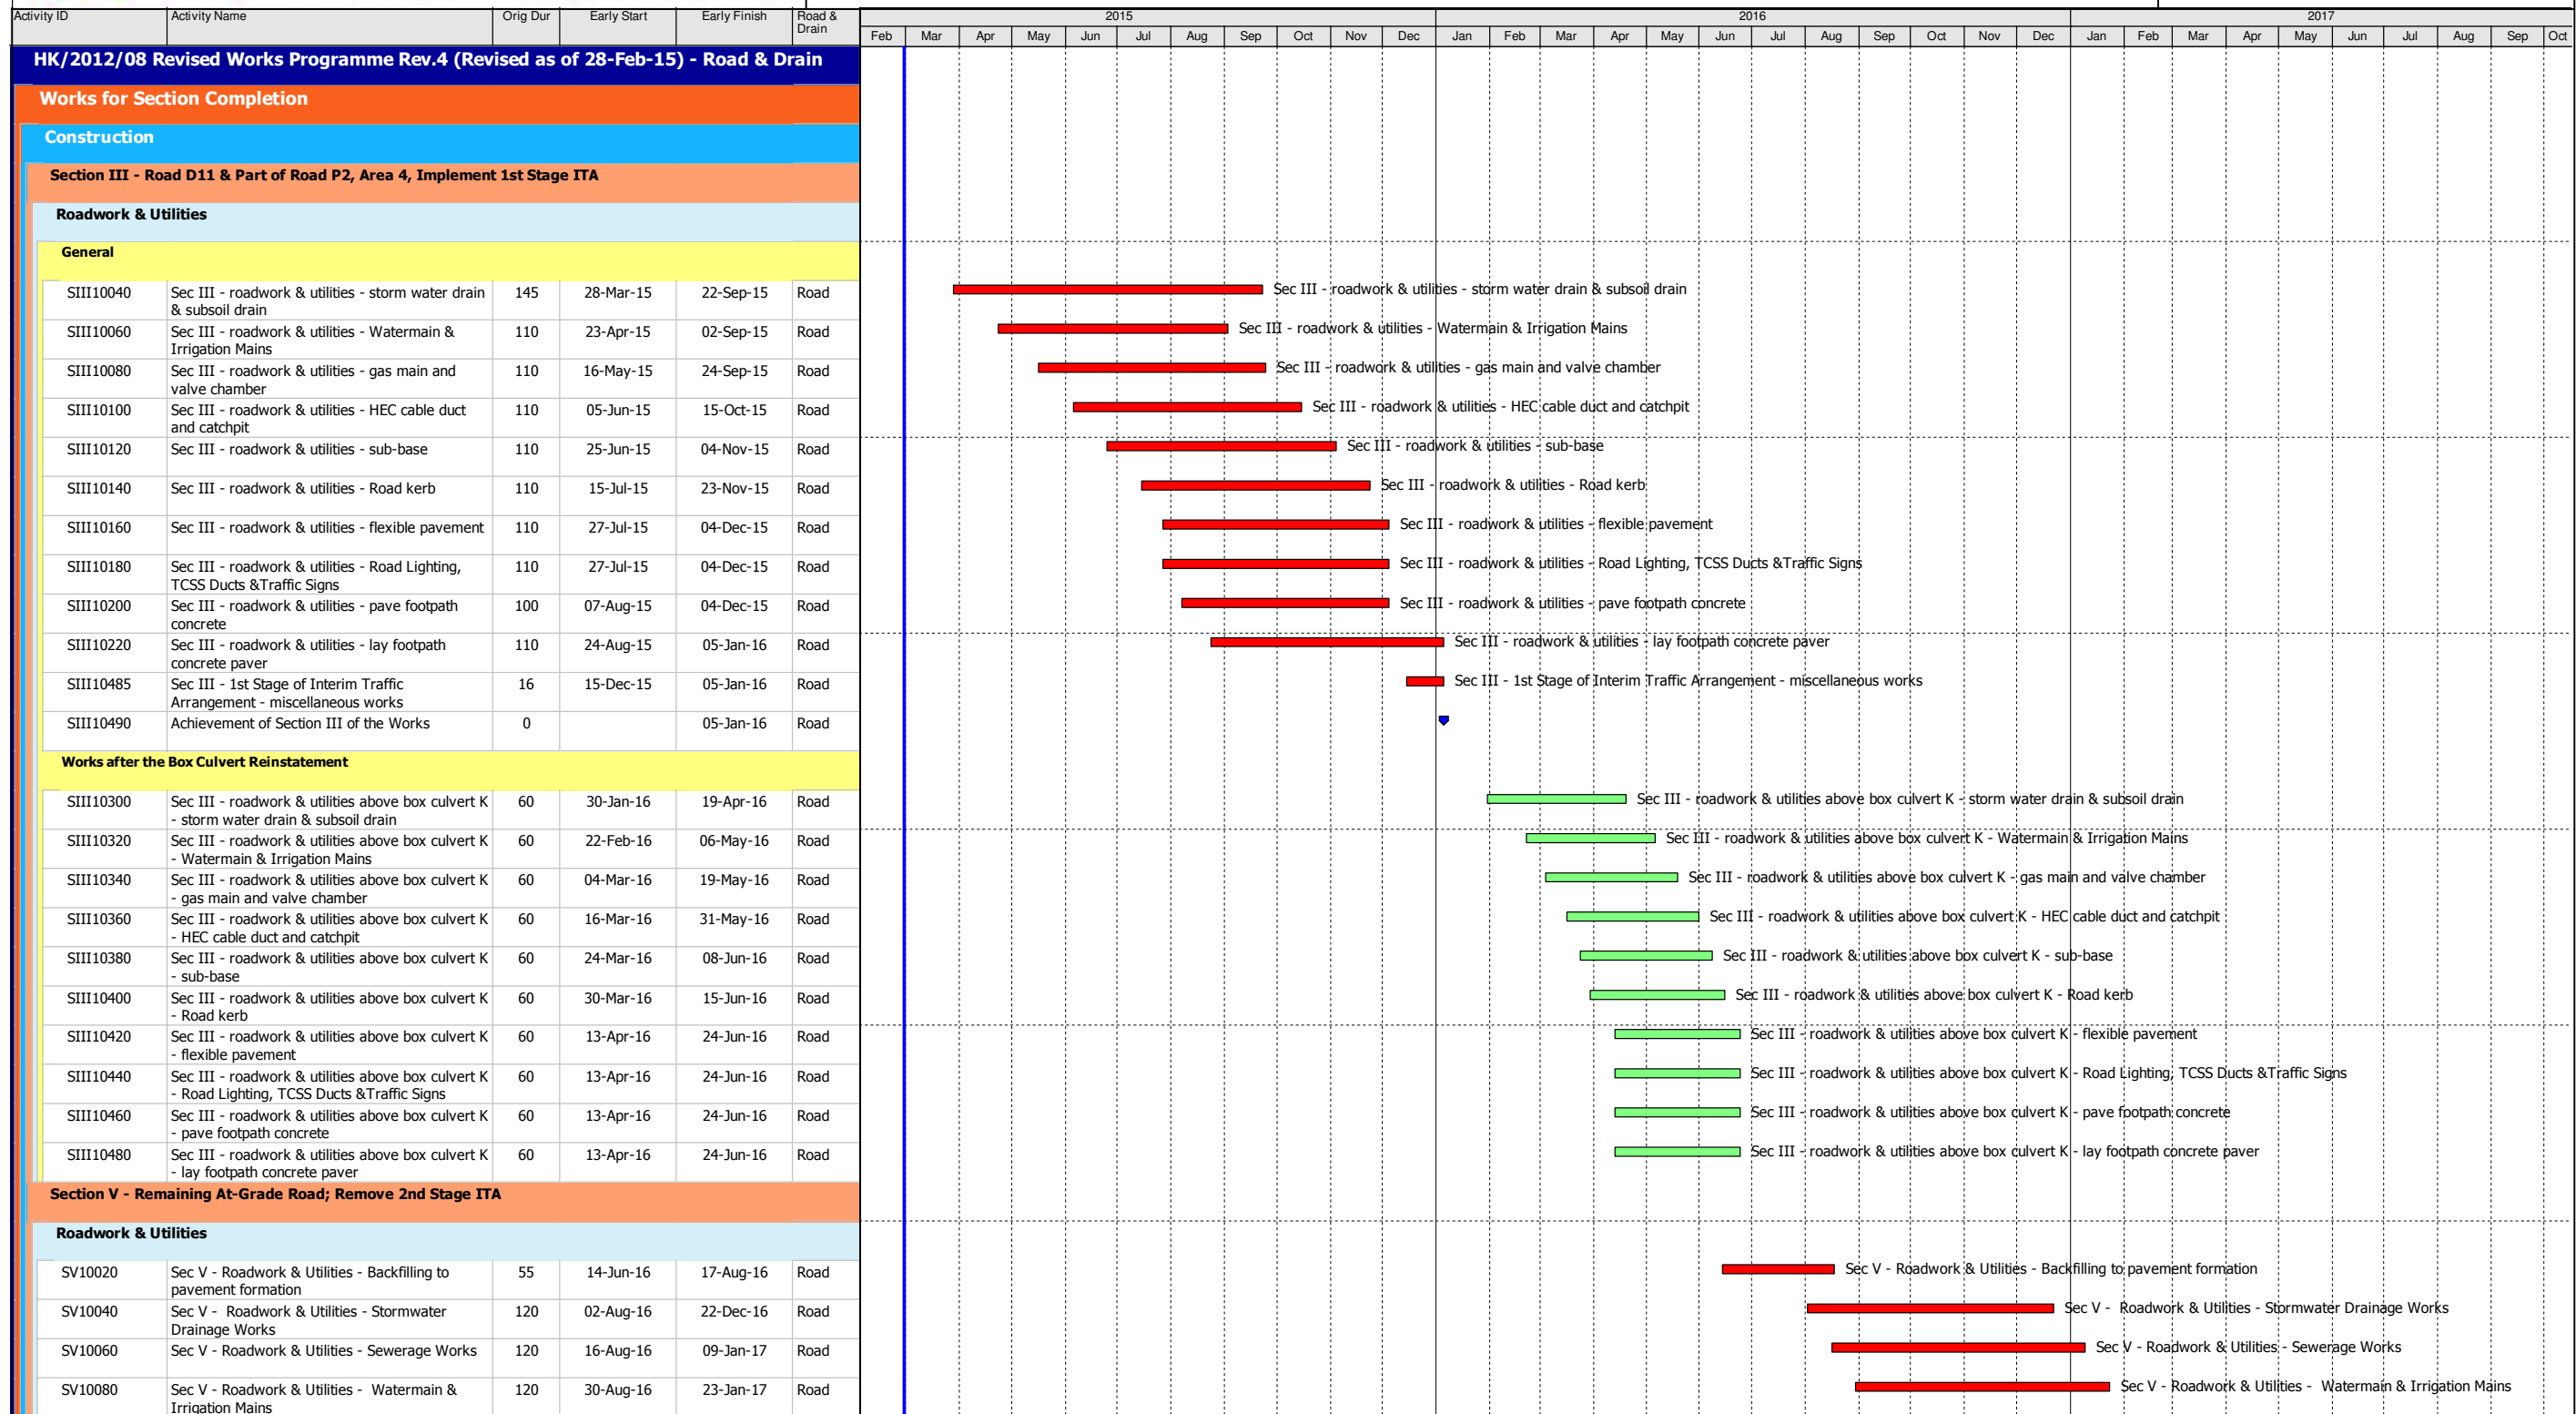 Activity ID Activity Name Orig Dur Early Start Early Finish Road &
Drain
2015 2016 2017
Feb Mar Apr May Jun Jul Aug Sep Oct Nov Dec Jan Feb Mar Apr May Jun Jul Aug Sep Oct Nov Dec Jan Feb Mar Apr May Jun Jul Aug Sep Oct
HK/2012/08 Revised Works Programme Rev.4 (Revised as of 28-Feb-15) - Road & Drain
Works for Section Completion
Construction
Section III - Road D11 & Part of Road P2, Area 4, Implement 1st Stage ITA
Roadwork & Utilities
General
SIII10040 Sec III - roadwork & utilities - storm water drain 145 28-Mar-15 22-Sep-15 Road Sec III - roadwork & utilities - storm water drain & subsoil drain
& subsoil drain
SIII10060 Sec III - roadwork & utilities - Watermain & 110 23-Apr-15 02-Sep-15 Road Sec III - roadwork & utilities - Watermain & Irrigation Mains
Irrigation Mains
SIII10080 Sec III - roadwork & utilities - gas main and 110 16-May-15 24-Sep-15 Road Sec III - roadwork & utilities - gas main and valve chamber
valve chamber
SIII10100 Sec III - roadwork & utilities - HEC cable duct 110 05-Jun-15 15-Oct-15 Road Sec III - roadwork & utilities - HEC cable duct and catchpit
and catchpit
SIII10120 Sec III - roadwork & utilities - sub-base 110 25-Jun-15 04-Nov-15 Road Sec III - roadwork & utilities - sub-base
SIII10140 Sec III - roadwork & utilities - Road kerb 110 15-Jul-15 23-Nov-15 Road Sec III - roadwork & utilities - Road kerb
SIII10160 Sec III - roadwork & utilities - flexible pavement 110 27-Jul-15 04-Dec-15 Road Sec III - roadwork & utilities - flexible pavement
SIII10180 Sec III - roadwork & utilities - Road Lighting, 110 27-Jul-15 04-Dec-15 Road Sec III - roadwork & utilities - Road Lighting, TCSS Ducts &Traffic Signs
TCSS Ducts &Traffic Signs
SIII10200 Sec III - roadwork & utilities - pave footpath 100 07-Aug-15 04-Dec-15 Road Sec III - roadwork & utilities - pave footpath concrete
concrete
SIII10220 Sec III - roadwork & utilities - lay footpath 110 24-Aug-15 05-Jan-16 Road Sec III - roadwork & utilities - lay footpath concrete paver
concrete paver
SIII10485 Sec III - 1st Stage of Interim Traffic 16 15-Dec-15 05-Jan-16 Road Sec III - 1st Stage of Interim Traffic Arrangement - miscellaneous works
Arrangement - miscellaneous works
SIII10490 Achievement of Section III of the Works 0 05-Jan-16 Road
Works after the Box Culvert Reinstatement
SIII10300 Sec III - roadwork & utilities above box culvert K 60 30-Jan-16 19-Apr-16 Road Sec III - roadwork & utilities above box culvert K - storm water drain & subsoil drain
- storm water drain & subsoil drain
SIII10320 Sec III - roadwork & utilities above box culvert K 60 22-Feb-16 06-May-16 Road Sec III - roadwork & utilities above box culvert K - Watermain & Irrigation Mains
- Watermain & Irrigation Mains
SIII10340 Sec III - roadwork & utilities above box culvert K 60 04-Mar-16 19-May-16 Road Sec III - roadwork & utilities above box culvert K - gas main and valve chamber
- gas main and valve chamber
SIII10360 Sec III - roadwork & utilities above box culvert K 60 16-Mar-16 31-May-16 Road Sec III - roadwork & utilities above box culvert K - HEC cable duct and catchpit
- HEC cable duct and catchpit
SIII10380 Sec III - roadwork & utilities above box culvert K 60 24-Mar-16 08-Jun-16 Road Sec III - roadwork & utilities above box culvert K - sub-base
- sub-base
SIII10400 Sec III - roadwork & utilities above box culvert K 60 30-Mar-16 15-Jun-16 Road Sec III - roadwork & utilities above box culvert K - Road kerb
- Road kerb
SIII10420 Sec III - roadwork & utilities above box culvert K 60 13-Apr-16 24-Jun-16 Road Sec III - roadwork & utilities above box culvert K - flexible pavement
- flexible pavement
SIII10440 Sec III - roadwork & utilities above box culvert K 60 13-Apr-16 24-Jun-16 Road Sec III - roadwork & utilities above box culvert K - Road Lighting, TCSS Ducts &Traffic Signs
- Road Lighting, TCSS Ducts &Traffic Signs
SIII10460 Sec III - roadwork & utilities above box culvert K 60 13-Apr-16 24-Jun-16 Road Sec III - roadwork & utilities above box culvert K - pave footpath concrete
- pave footpath concrete
SIII10480 Sec III - roadwork & utilities above box culvert K 60 13-Apr-16 24-Jun-16 Road Sec III - roadwork & utilities above box culvert K - lay footpath concrete paver
- lay footpath concrete paver
Section V - Remaining At-Grade Road; Remove 2nd Stage ITA
Roadwork & Utilities
SV10020 Sec V - Roadwork & Utilities - Backfilling to 55 14-Jun-16 17-Aug-16 Road Sec V - Roadwork & Utilities - Backfilling to pavement formation
pavement formation
SV10040 Sec V - Roadwork & Utilities - Stormwater 120 02-Aug-16 22-Dec-16 Road Sec V - Roadwork & Utilities - Stormwater Drainage Works
Drainage Works
SV10060 Sec V - Roadwork & Utilities - Sewerage Works 120 16-Aug-16 09-Jan-17 Road Sec V - Roadwork & Utilities - Sewerage Works
SV10080 Sec V - Roadwork & Utilities - Watermain & 120 30-Aug-16 23-Jan-17 Road Sec V - Roadwork & Utilities - Watermain & Irrigation Mains
Irrigation Mains